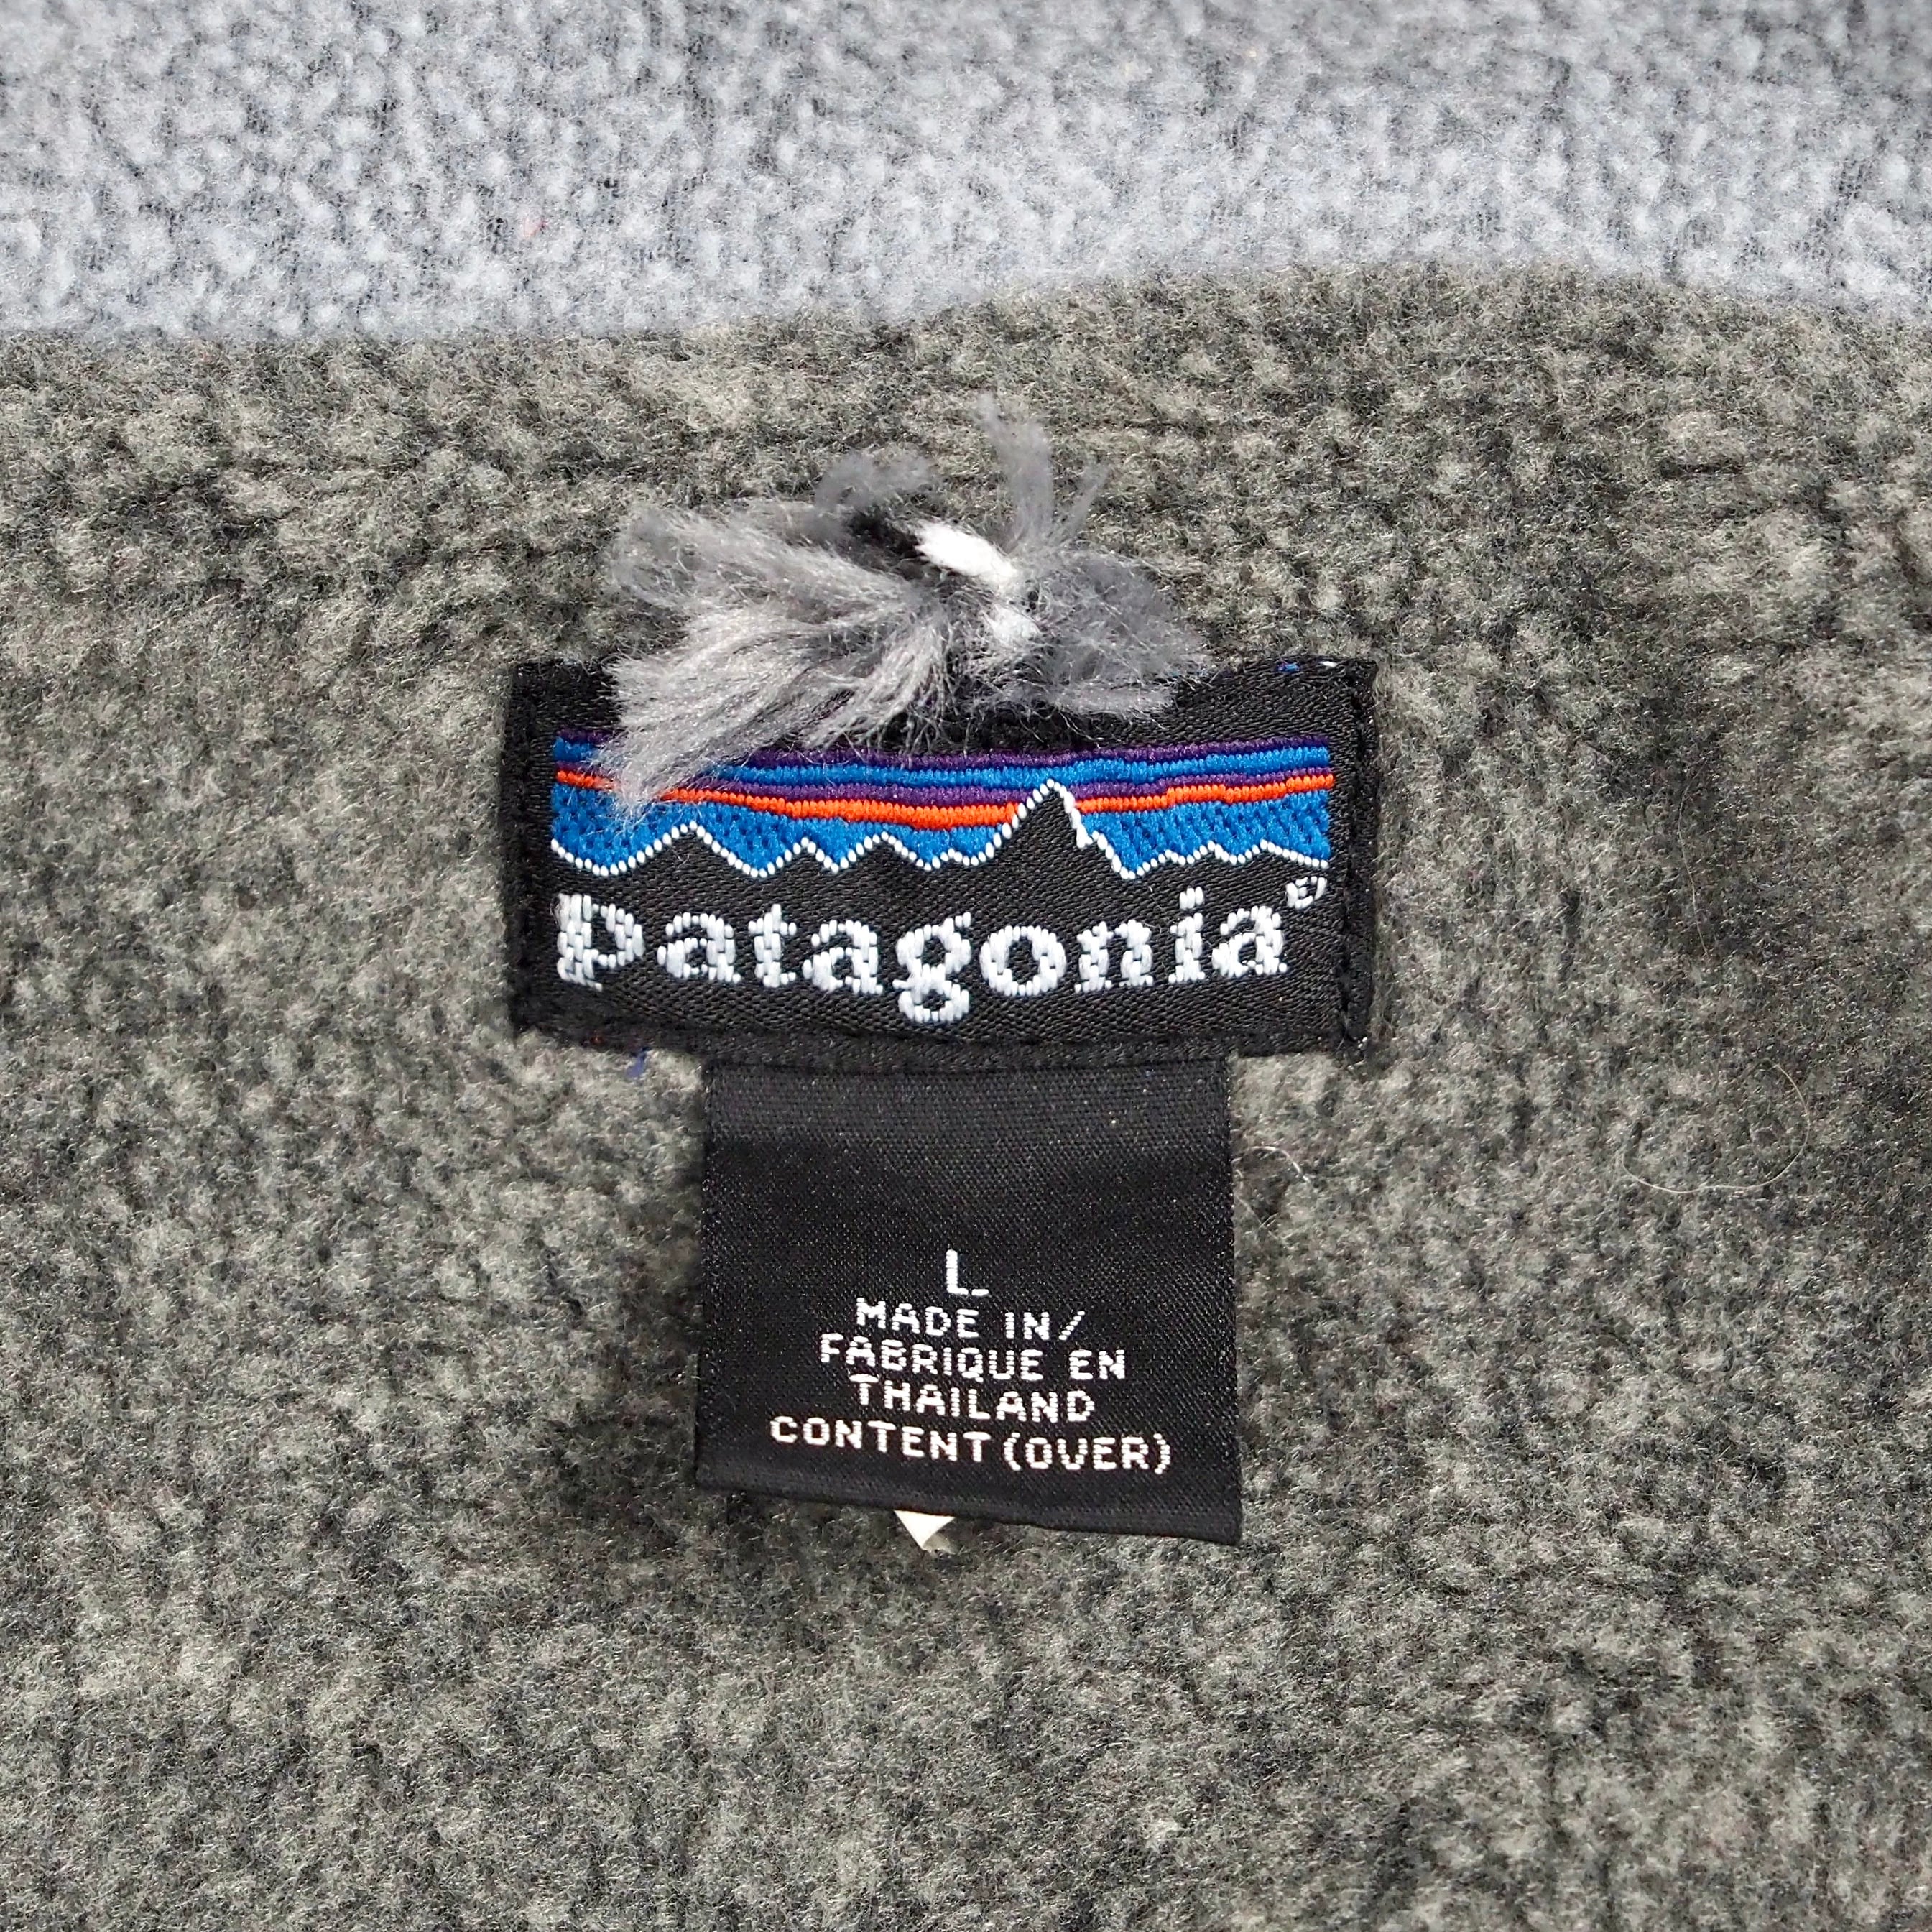 patagonia®
L
MADE IN/
FABRIQUE EN
THAILAND
CONTENT (OVER)